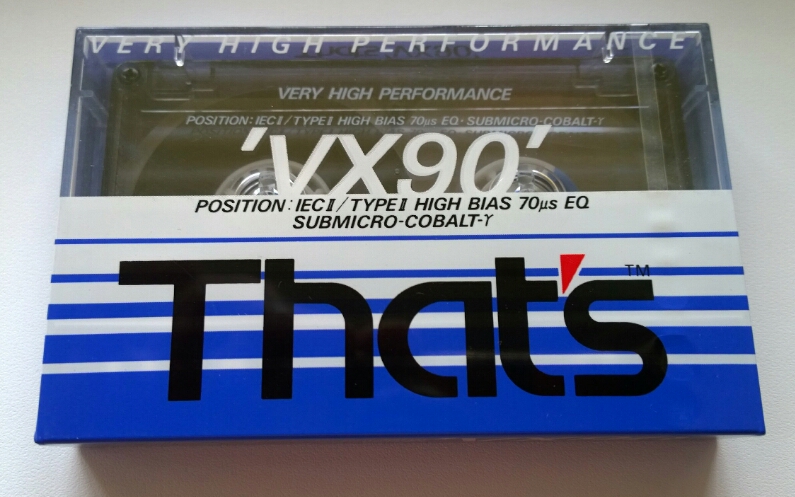 VERY HIGH PERFORMANCE
VERY HIGH PERFORMANCE
POSITION:IECⅡ/TYPEⅡ HIGH BIAS 70μs EQ·SUBMICRO-COBALT-γ
'VX90'
POSITION:IECⅡ/TYPEⅡ HIGH BIAS 70μs EQ
SUBMICRO-COBALT-γ
That's TM